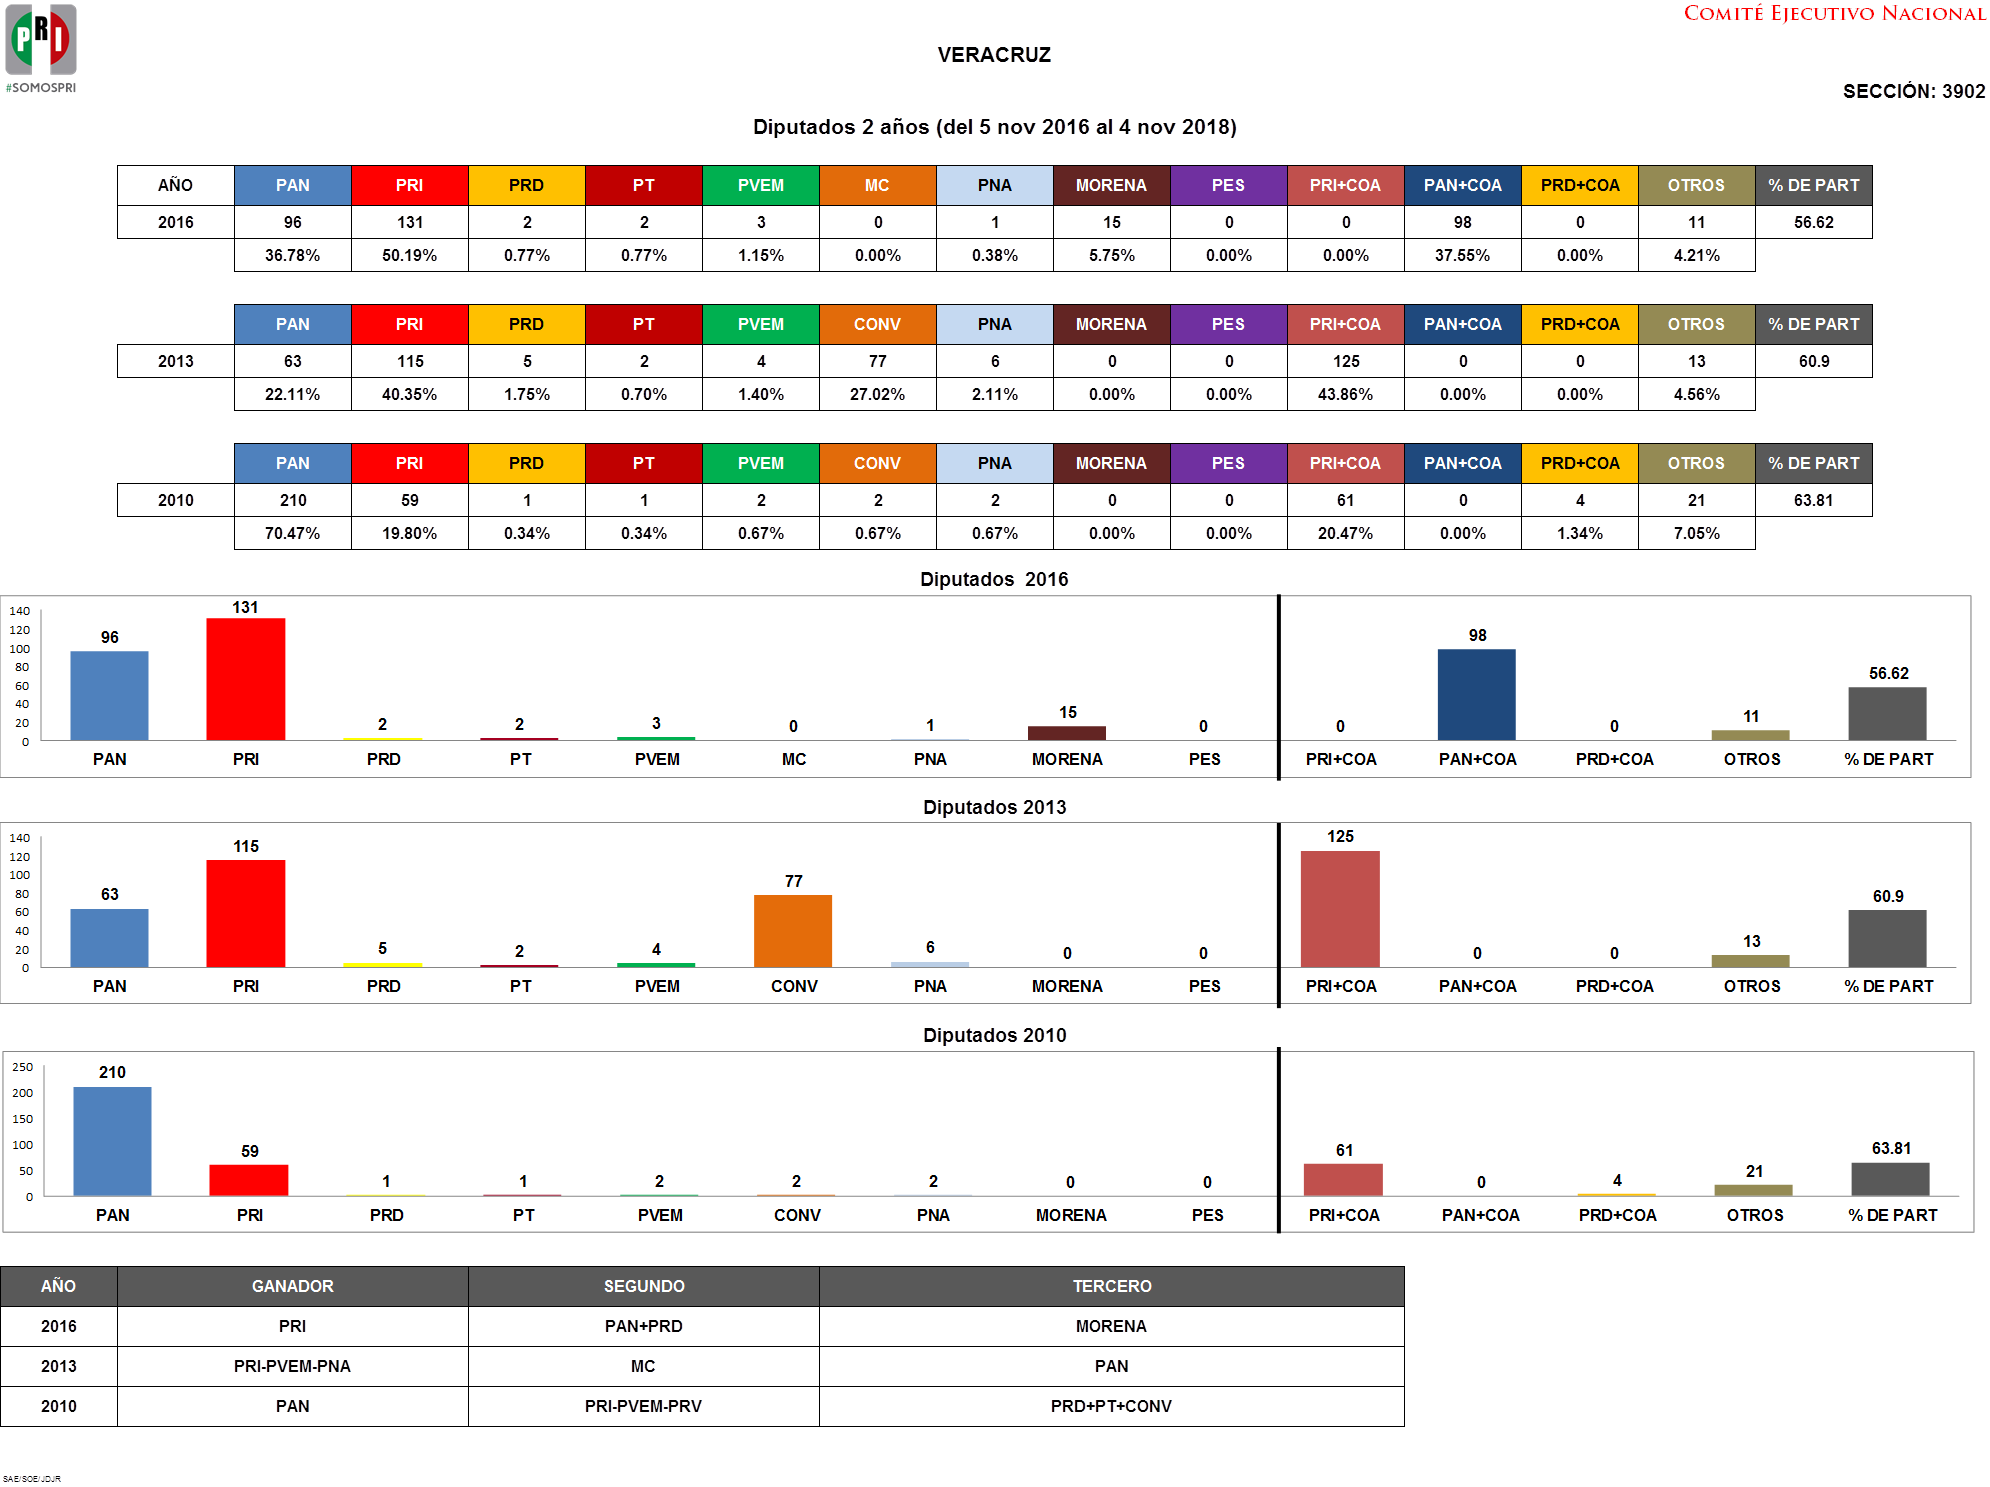 PRI
#SOMOSPRI
COMITÉ EJECUTIVO NACIONAL
VERACRUZ
SECCIÓN: 3902
Diputados 2 años (del 5 nov 2016 al 4 nov 2018)
AÑO PAN PRI PRD PT PVEM MC PNA MORENA PES PRI+COA PAN+COA PRD+COA OTROS % DE PART
2016 96 131 2 2 3 0 1 15 0 0 98 0 11 56.62
36.78% 50.19% 0.77% 0.77% 1.15% 0.00% 0.38% 5.75% 0.00% 0.00% 37.55% 0.00% 4.21%
PAN PRI PRD PT PVEM CONV PNA MORENA PES PRI+COA PAN+COA PRD+COA OTROS % DE PART
2013 63 115 5 2 4 77 6 0 0 125 0 0 13 60.9
22.11% 40.35% 1.75% 0.70% 1.40% 27.02% 2.11% 0.00% 0.00% 43.86% 0.00% 0.00% 4.56%
PAN PRI PRD PT PVEM CONV PNA MORENA PES PRI+COA PAN+COA PRD+COA OTROS % DE PART
2010 210 59 1 1 2 2 2 0 0 61 0 4 21 63.81
70.47% 19.80% 0.34% 0.34% 0.67% 0.67% 0.67% 0.00% 0.00% 20.47% 0.00% 1.34% 7.05%
Diputados 2016
140
120
100
80
60
40
20
0
96 131 2 2 3 0 1 15 0 0 98 0 11 56.62
PAN PRI PRD PT PVEM MC PNA MORENA PES PRI+COA PAN+COA PRD+COA OTROS % DE PART
Diputados 2013
140
120
100
80
60
40
20
0
63 115 5 2 4 77 6 0 0 125 0 0 13 60.9
PAN PRI PRD PT PVEM CONV PNA MORENA PES PRI+COA PAN+COA PRD+COA OTROS % DE PART
Diputados 2010
250
200
150
100
50
0
210 59 1 1 2 2 2 0 0 61 0 4 21 63.81
PAN PRI PRD PT PVEM CONV PNA MORENA PES PRI+COA PAN+COA PRD+COA OTROS % DE PART
AÑO GANADOR SEGUNDO TERCERO
2016 PRI PAN+PRD MORENA
2013 PRI-PVEM-PNA MC PAN
2010 PAN PRI-PVEM-PRV PRD+PT+CONV
SAE/SOE/JDJR